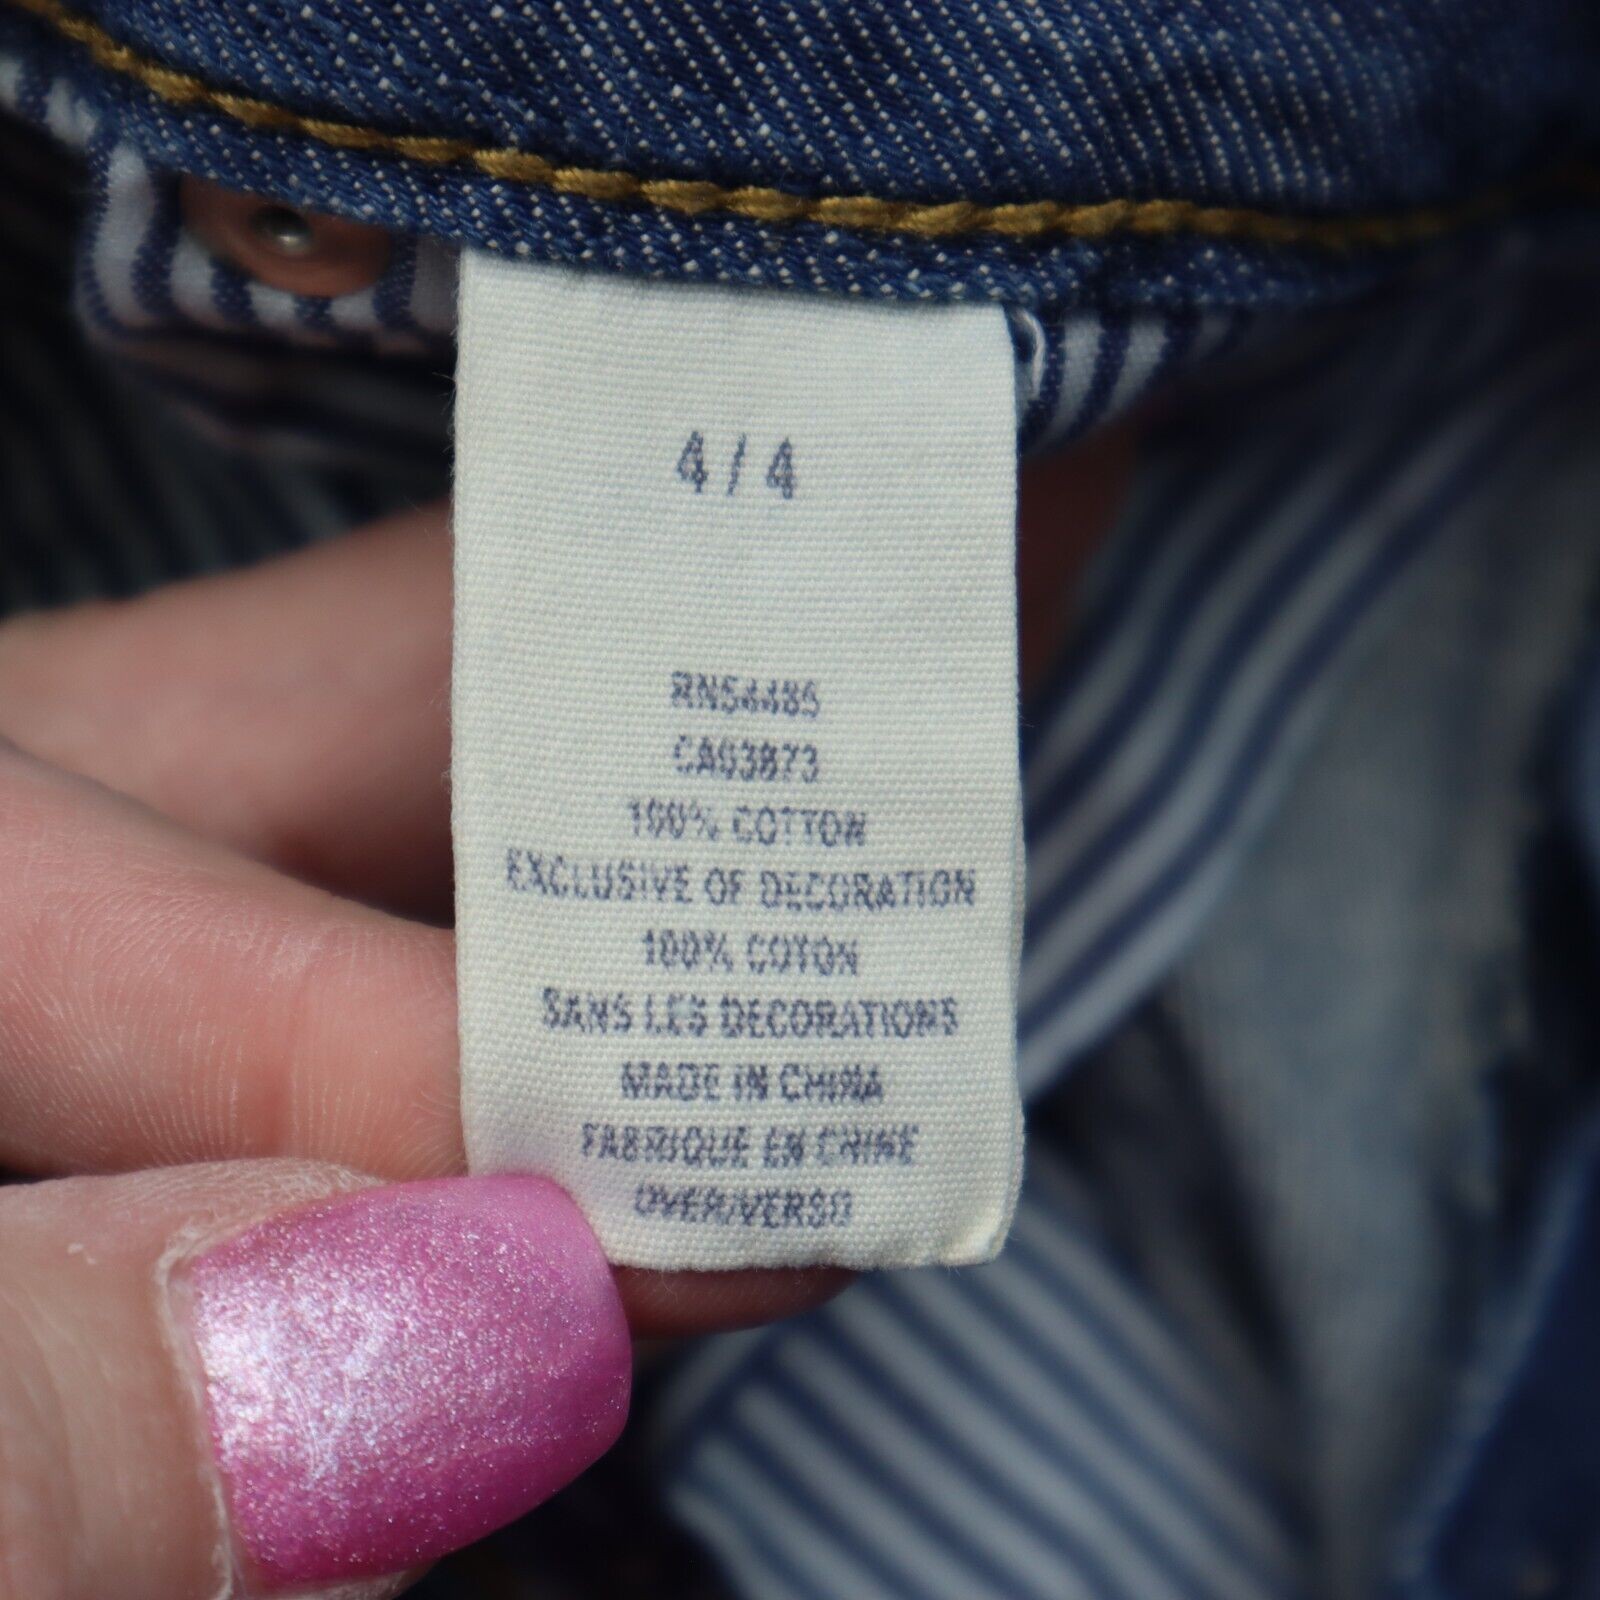 4 / 4
RN54485
CA03873
100% COTTON
EXCLUSIVE OF DECORATION
100% COTON
SANS LES DECORATIONS
MADE IN CHINA
FABRIQUE EN CHINE
OVER/VERSO